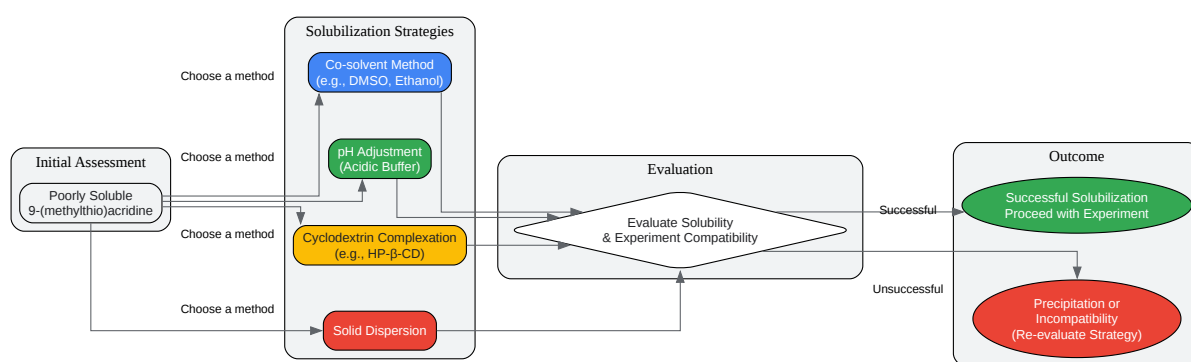 Initial Assessment
Poorly Soluble
9-(methylthio)acridine
Choose a method
Choose a method
Choose a method
Choose a method
Solubilization Strategies
Co-solvent Method
(e.g., DMSO, Ethanol)
pH Adjustment
(Acidic Buffer)
Cyclodextrin Complexation
(e.g., HP-β-CD)
Solid Dispersion
Evaluation
Evaluate Solubility
& Experiment Compatibility
Successful
Unsuccessful
Outcome
Successful Solubilization
Proceed with Experiment
Precipitation or
Incompatibility
(Re-evaluate Strategy)